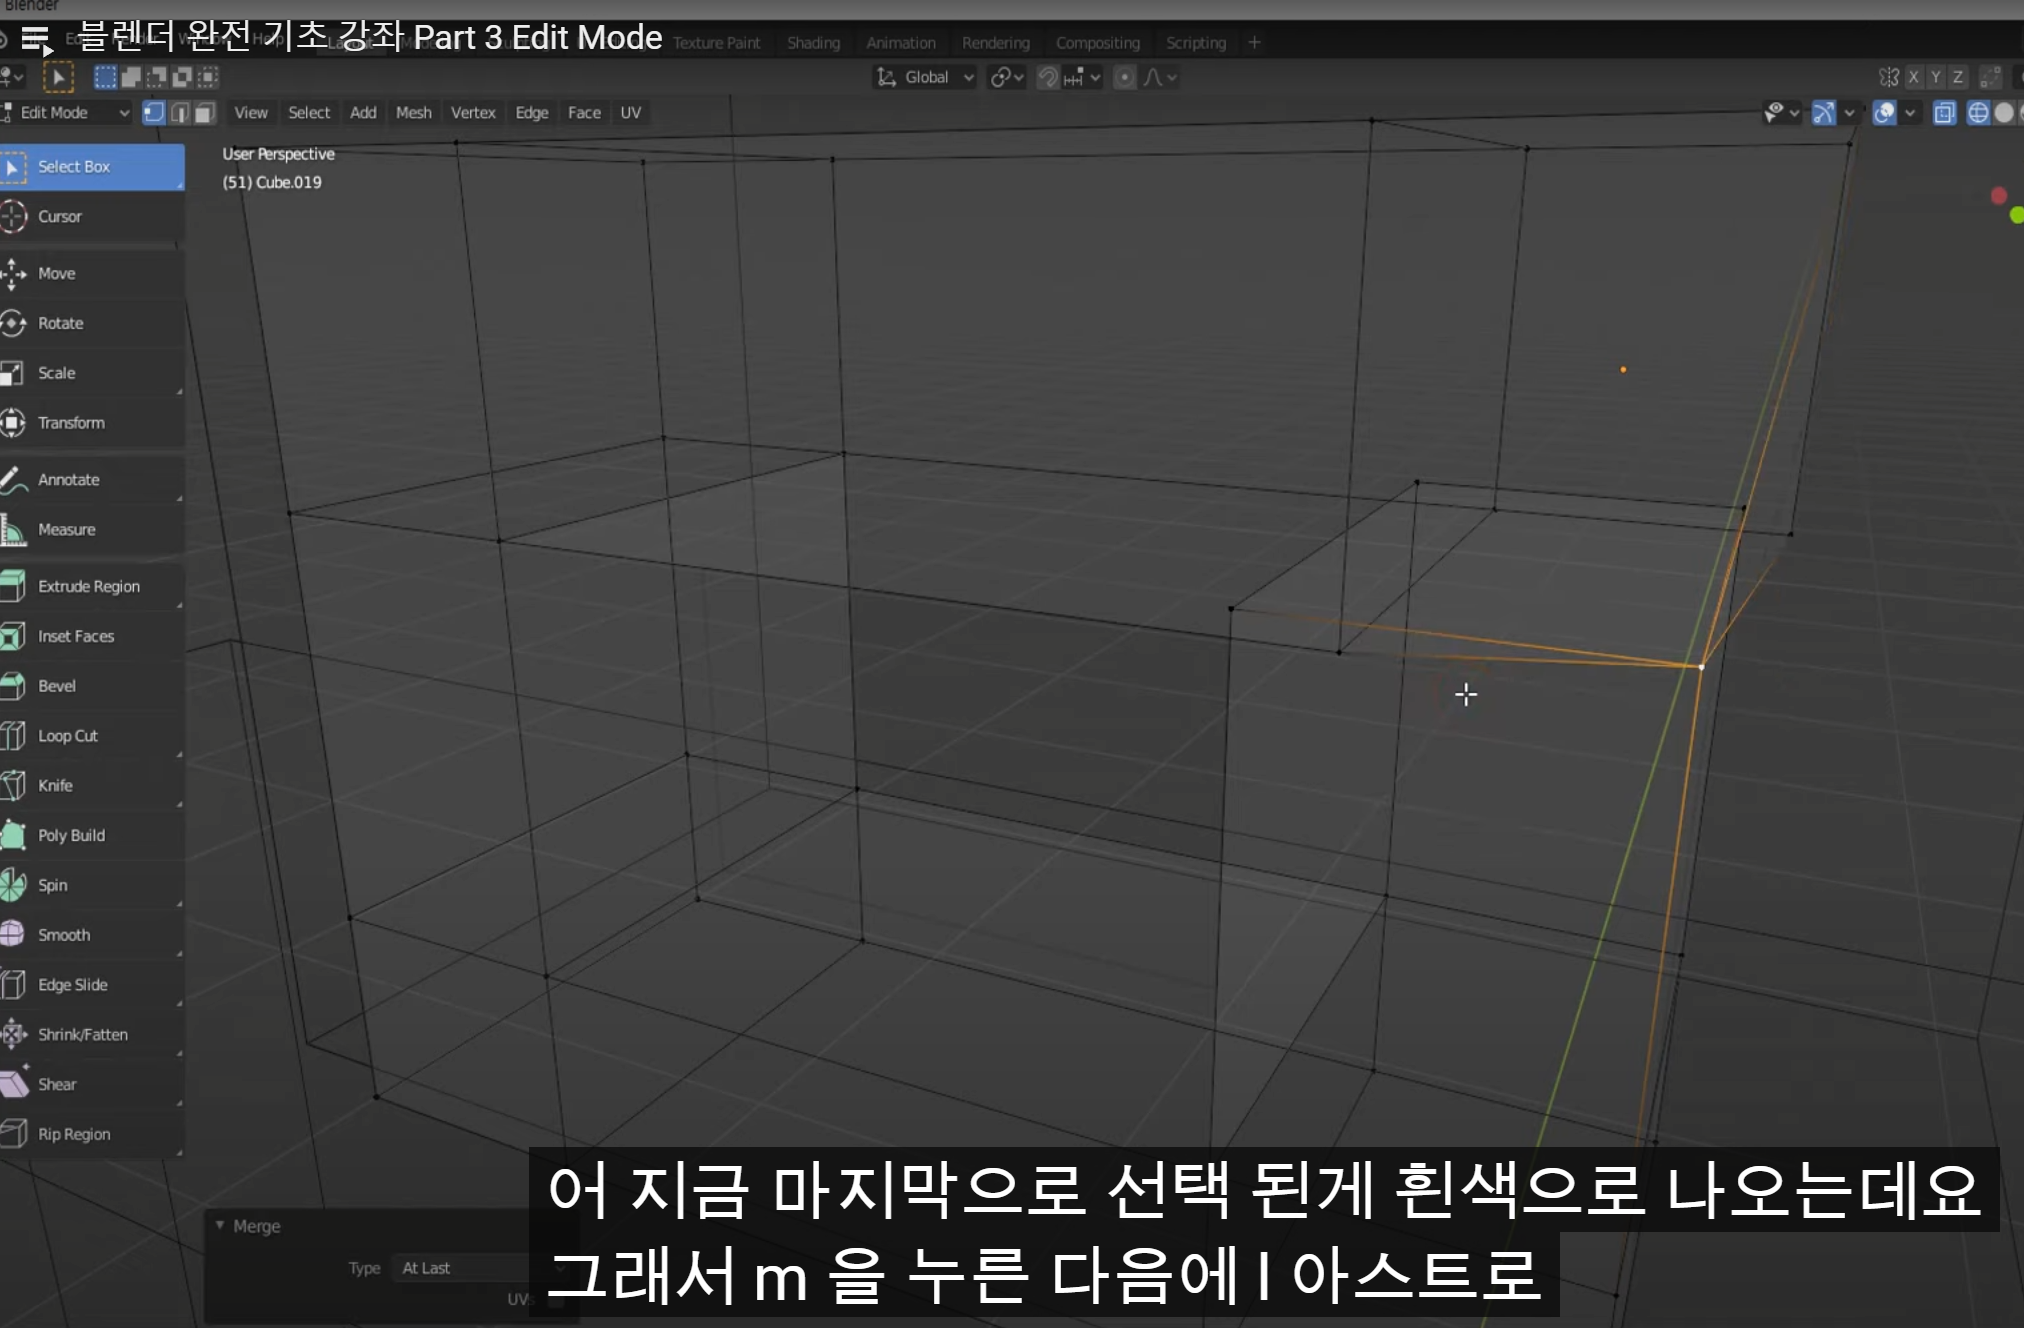 Blender
블렌더 완전 기초 강좌 Part 3 Edit Mode
Texture Paint Shading Animation Rendering Compositing Scripting +
Global X Y Z
Edit Mode View Select Add Mesh Vertex Edge Face UV
User Perspective
(51) Cube.019
Select Box
Cursor
Move
Rotate
Scale
Transform
Annotate
Measure
Extrude Region
Inset Faces
Bevel
Loop Cut
Knife
Poly Build
Spin
Smooth
Edge Slide
Shrink/Fatten
Shear
Rip Region
Merge
Type At Last
UVs
어 지금 마지막으로 선택 된게 흰색으로 나오는데요
그래서 m 을 누른 다음에 l 아스트로